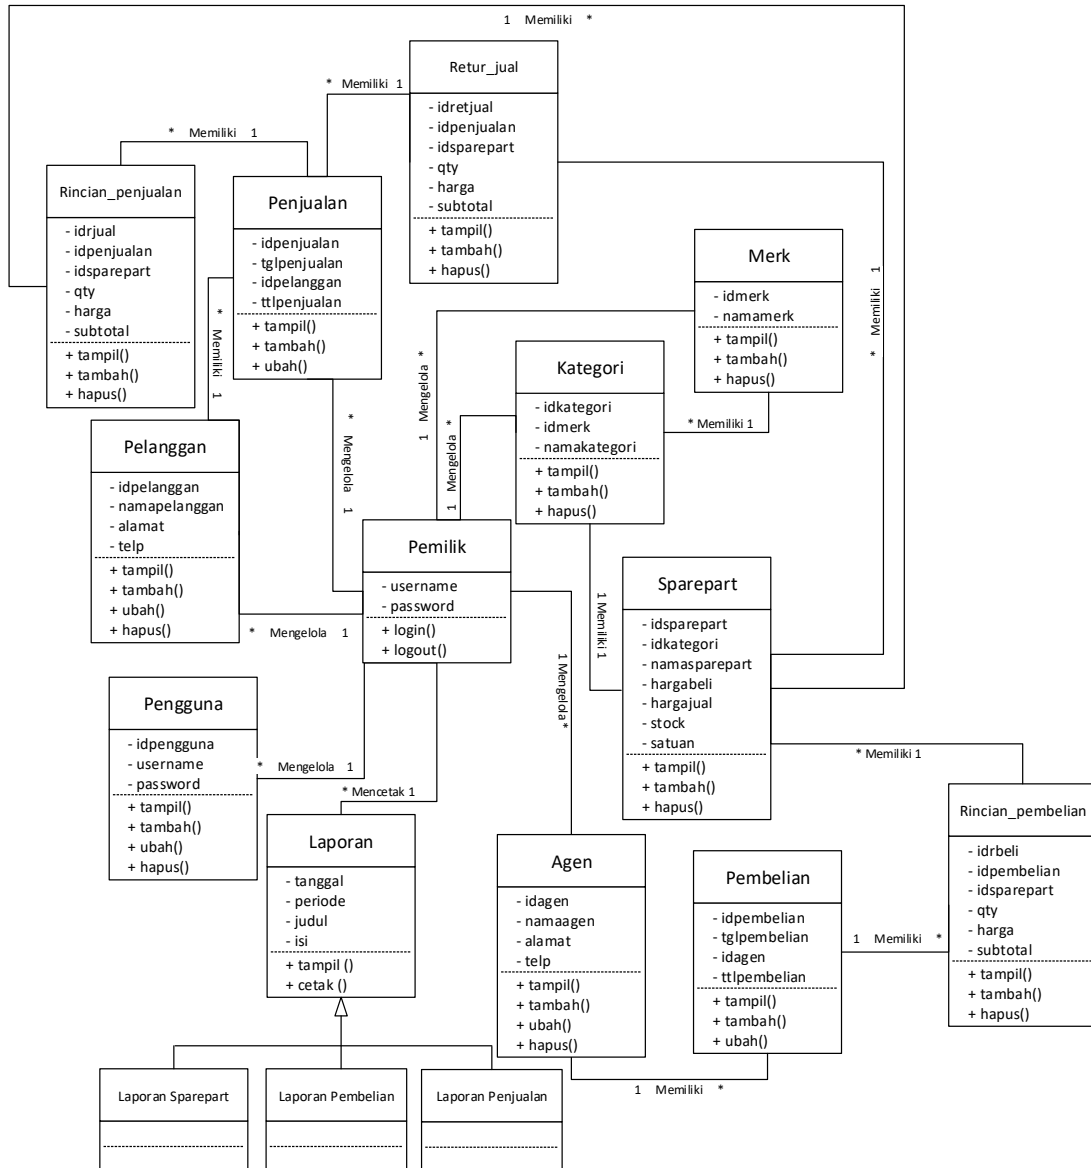 1 Memiliki *
Retur_jual
- idretjual
- idpenjualan
- idsparepart
- qty
- harga
- subtotal
+ tampil()
+ tambah()
+ hapus()
* Memiliki 1
* Memiliki 1
Rincian_penjualan
- idrjual
- idpenjualan
- idsparepart
- qty
- harga
- subtotal
+ tampil()
+ tambah()
+ hapus()
Penjualan
- idpenjualan
- tglpenjualan
- idpelanggan
- ttlpenjualan
+ tampil()
+ tambah()
+ ubah()
Merk
- idmerk
- namamerk
+ tampil()
+ tambah()
+ hapus()
* Memiliki 1
* Memiliki 1
Kategori
- idkategori
- idmerk
- namakategori
+ tampil()
+ tambah()
+ hapus()
* Memiliki 1
1 Mengelola *
1 Mengelola *
* Mengelola 1
Pelanggan
- idpelanggan
- namapelanggan
- alamat
- telp
+ tampil()
+ tambah()
+ ubah()
+ hapus()
Pemilik
- username
- password
+ login()
+ logout()
* Mengelola 1
1 Memiliki 1
Sparepart
- idsparepart
- idkategori
- namasparepart
- hargabeli
- hargajual
- stock
- satuan
+ tampil()
+ tambah()
+ hapus()
1 Mengelola *
Pengguna
- idpengguna
- username
- password
+ tampil()
+ tambah()
+ ubah()
+ hapus()
* Mengelola 1
* Mencetak 1
* Memiliki 1
Laporan
- tanggal
- periode
- judul
- isi
+ tampil ()
+ cetak ()
Agen
- idagen
- namaagen
- alamat
- telp
+ tampil()
+ tambah()
+ ubah()
+ hapus()
Pembelian
- idpembelian
- tglpembelian
- idagen
- ttlpembelian
+ tampil()
+ tambah()
+ ubah()
1 Memiliki *
Rincian_pembelian
- idrbeli
- idpembelian
- idsparepart
- qty
- harga
- subtotal
+ tampil()
+ tambah()
+ hapus()
1 Memiliki *
Laporan Sparepart
Laporan Pembelian
Laporan Penjualan